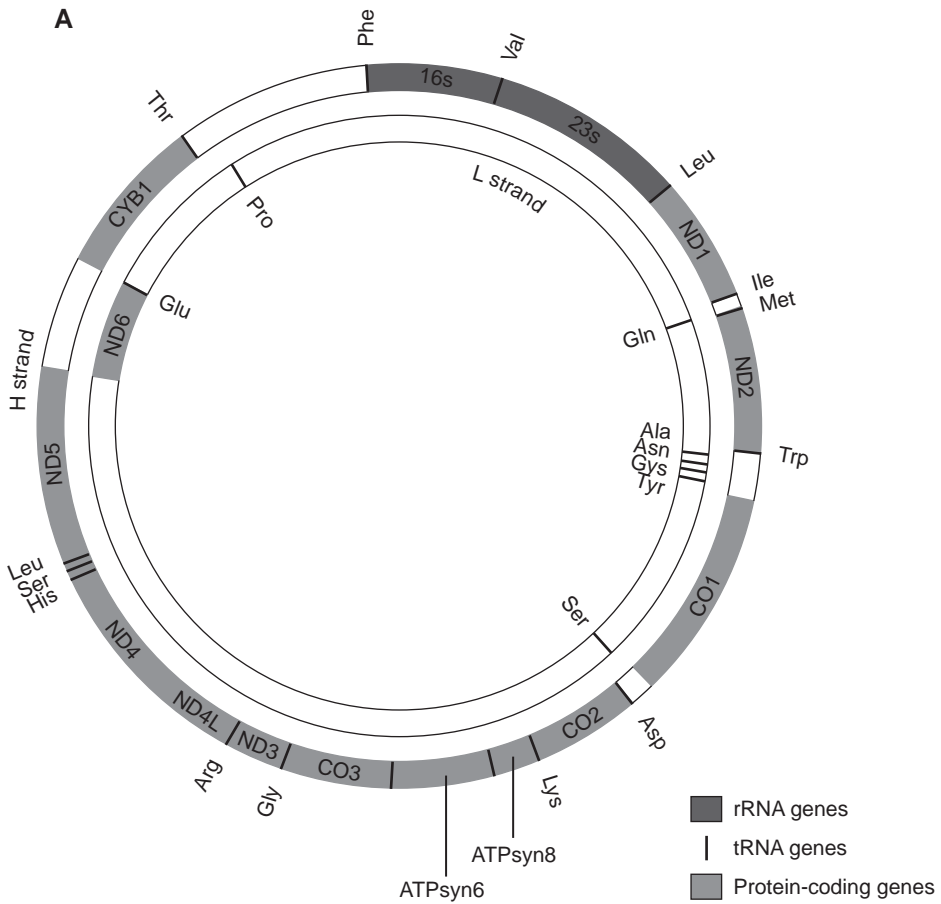 A
Phe
Val
16s
23s
Leu
ND1
Ile
Met
ND2
Trp
CO1
Asp
CO2
Lys
ATPsyn8
ATPsyn6
CO3
Gly
ND3
Arg
ND4L
ND4
His
Ser
Leu
ND5
H strand
CYB1
Thr
L strand
Pro
Glu
ND6
Gln
Ala
Asn
Gys
Tyr
Ser
rRNA genes
tRNA genes
Protein-coding genes